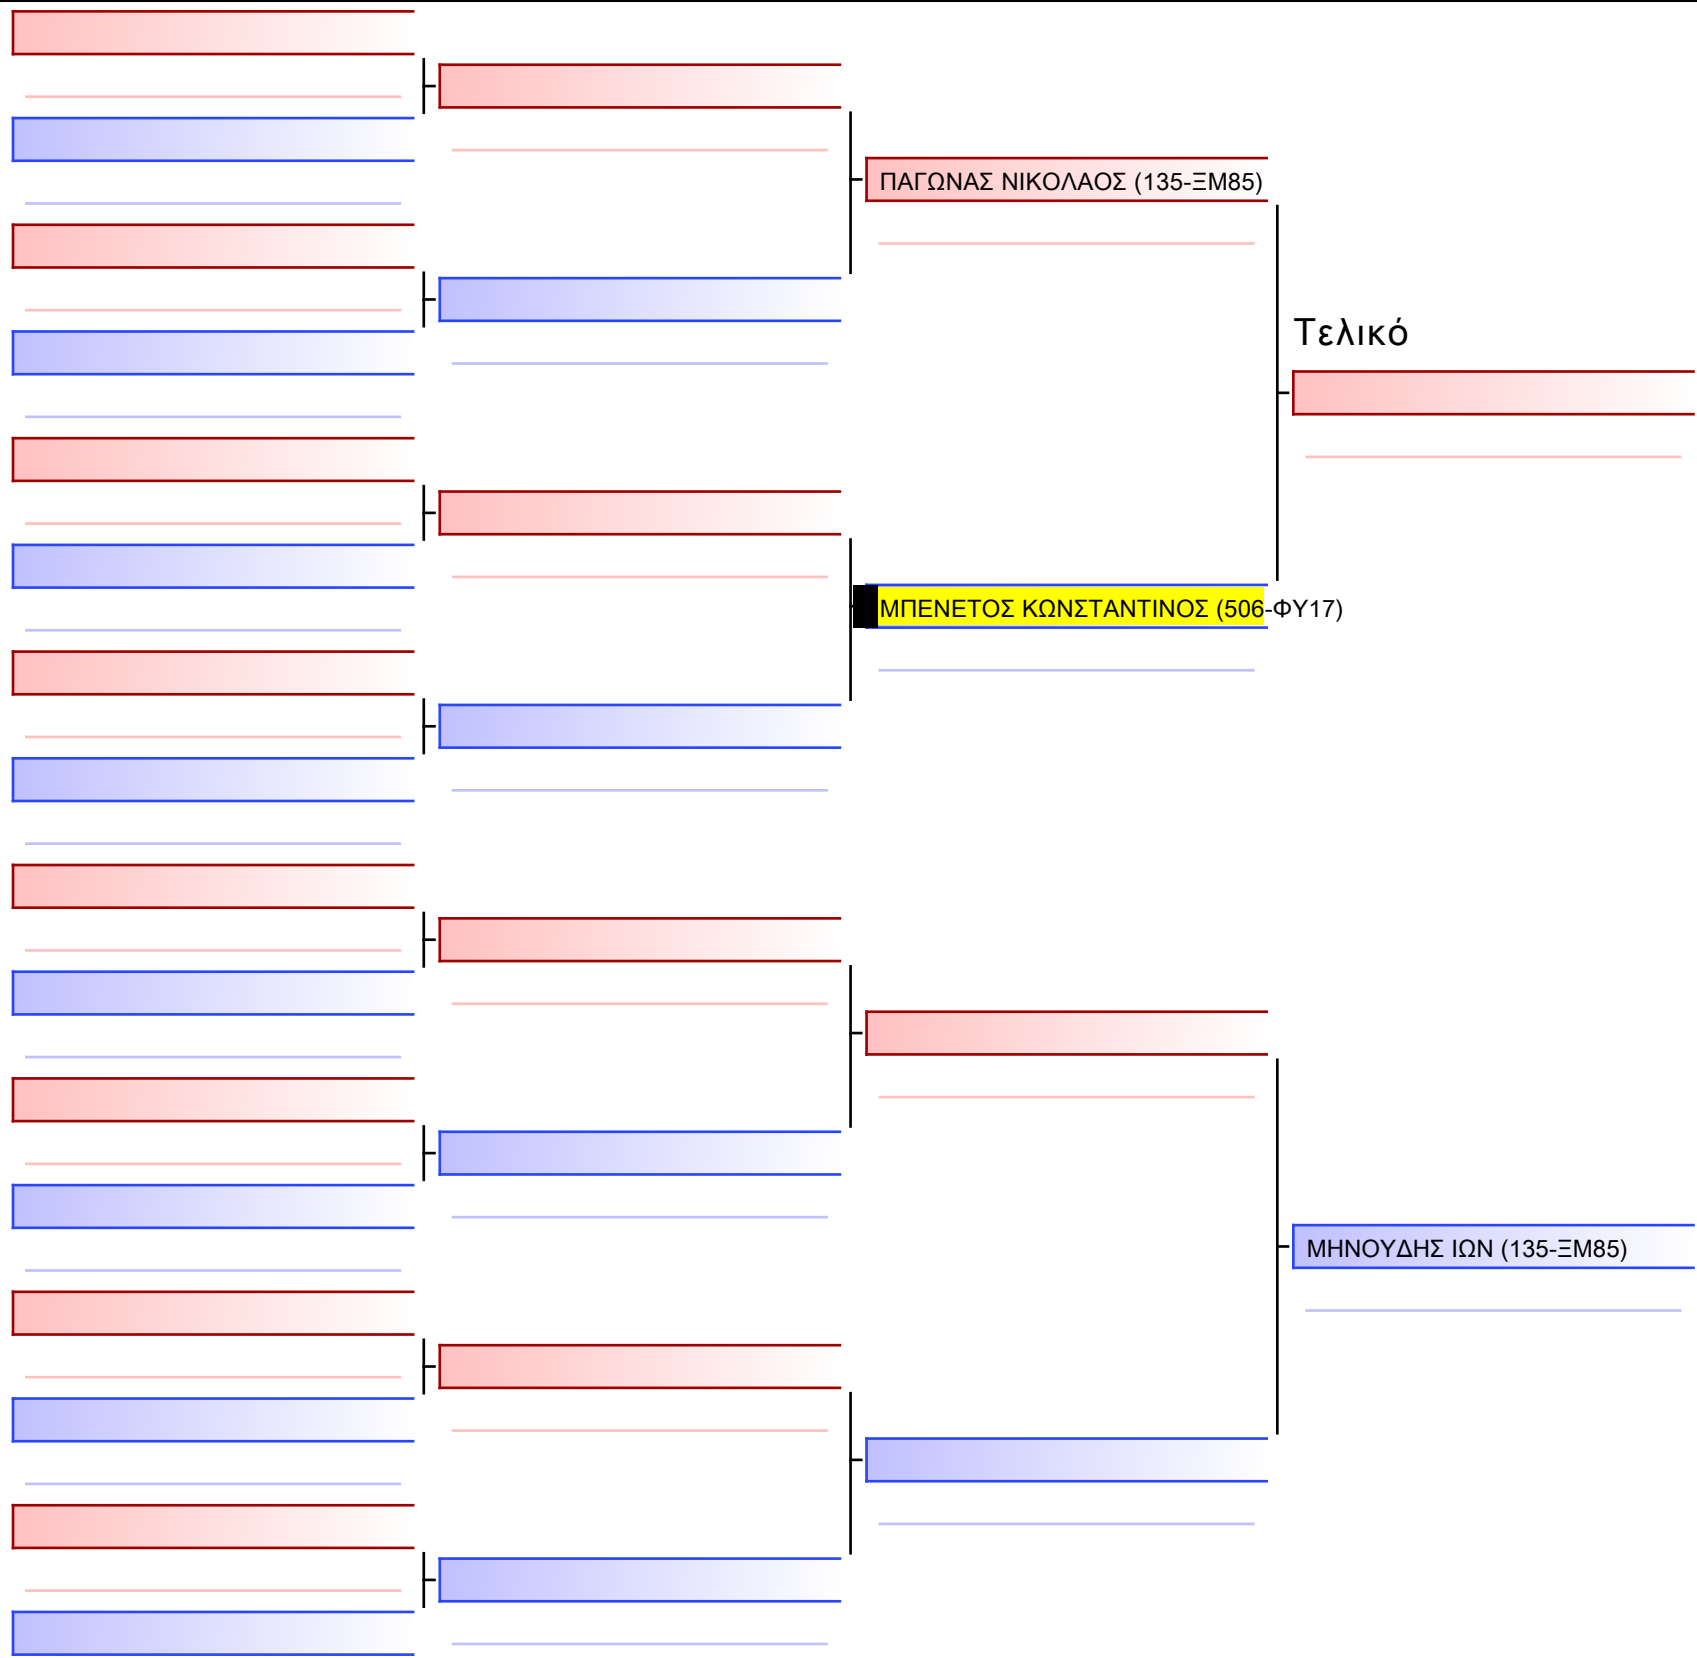 ΠΑΓΩΝΑΣ ΝΙΚΟΛΑΟΣ (135-ΞΜ85)
Τελικό
ΜΠΕΝΕΤΟΣ ΚΩΝΣΤΑΝΤΙΝΟΣ (506-ΦΥ17)
ΜΗΝΟΥΔΗΣ ΙΩΝ (135-ΞΜ85)